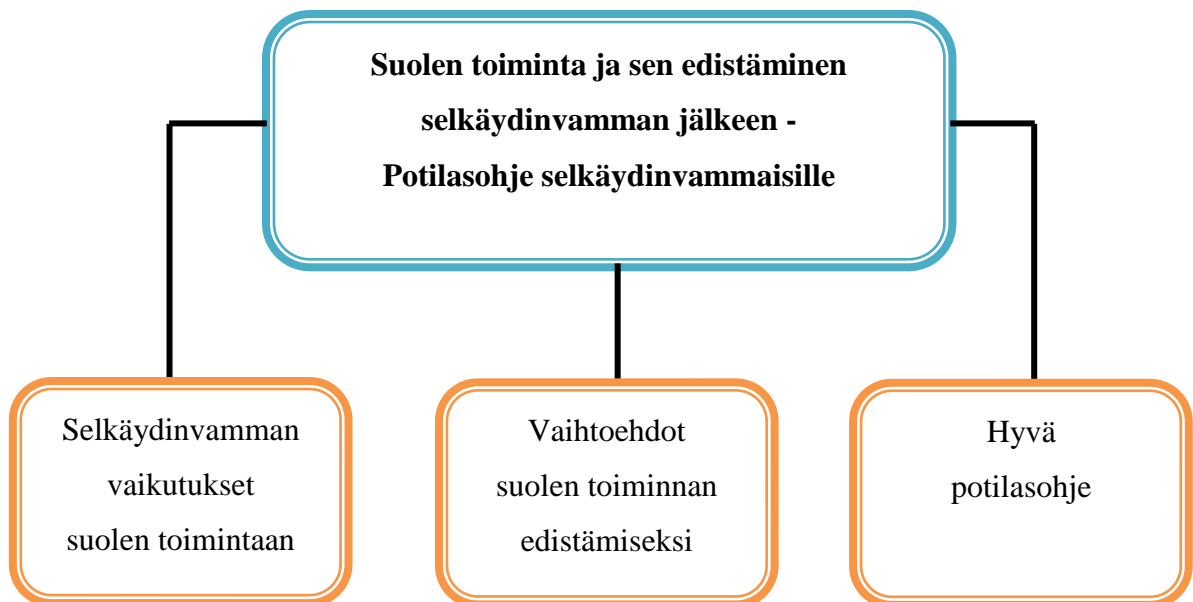 Suolen toiminta ja sen edistäminen
selkäydinvamman jälkeen -
Potilasohje selkäydinvammaisille
Selkäydinvamman
vaikutukset
suolen toimintaan
Vaihtoehdot
suolen toiminnan
edistämiseksi
Hyvä
potilasohje